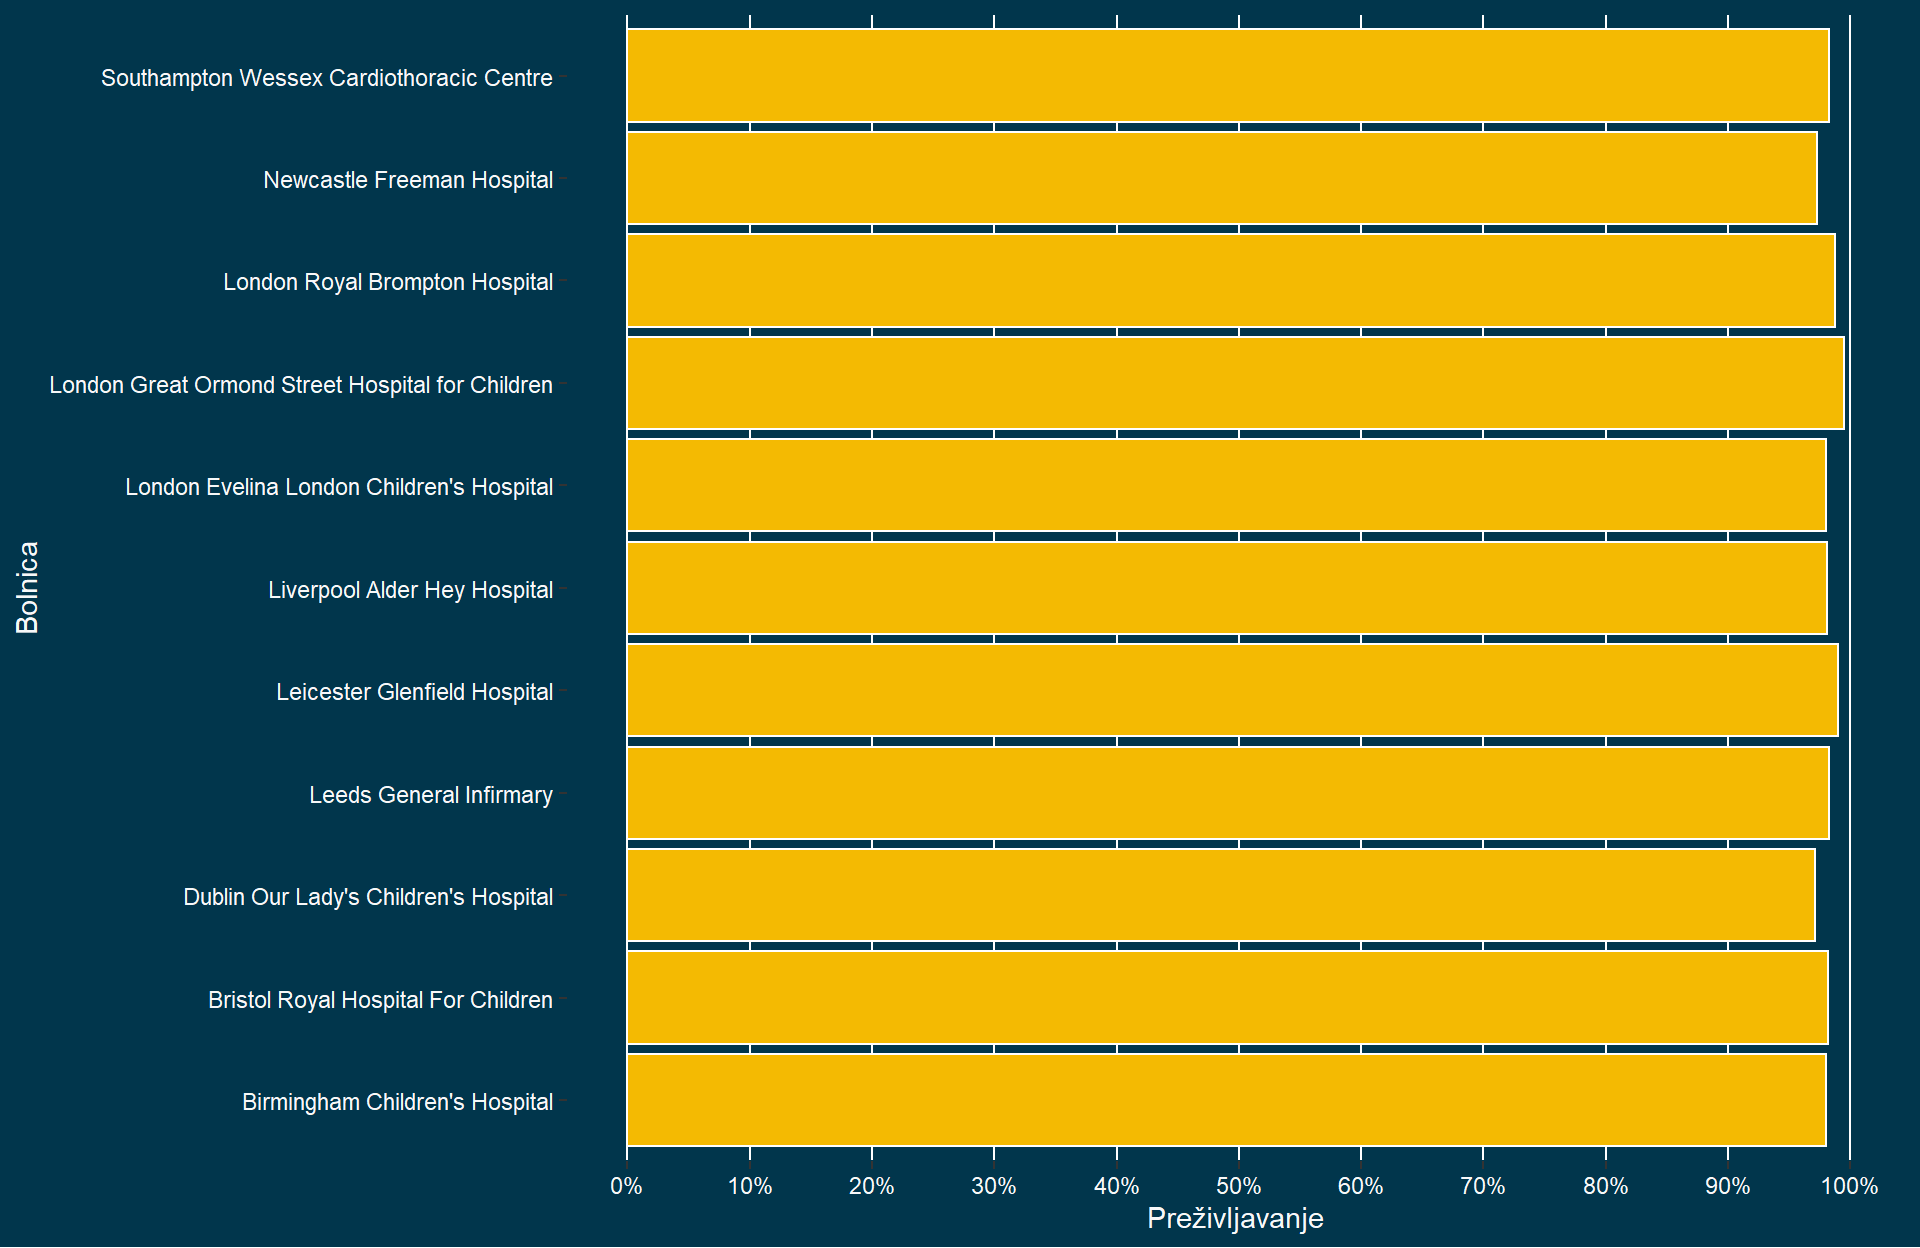 Southampton Wessex Cardiothoracic Centre
Newcastle Freeman Hospital
London Royal Brompton Hospital
London Great Ormond Street Hospital for Children
London Evelina London Children's Hospital
Liverpool Alder Hey Hospital
Leicester Glenfield Hospital
Leeds General Infirmary
Dublin Our Lady's Children's Hospital
Bristol Royal Hospital For Children
Birmingham Children's Hospital
Bolnica
0% 10% 20% 30% 40% 50% 60% 70% 80% 90% 100%
Preživljavanje